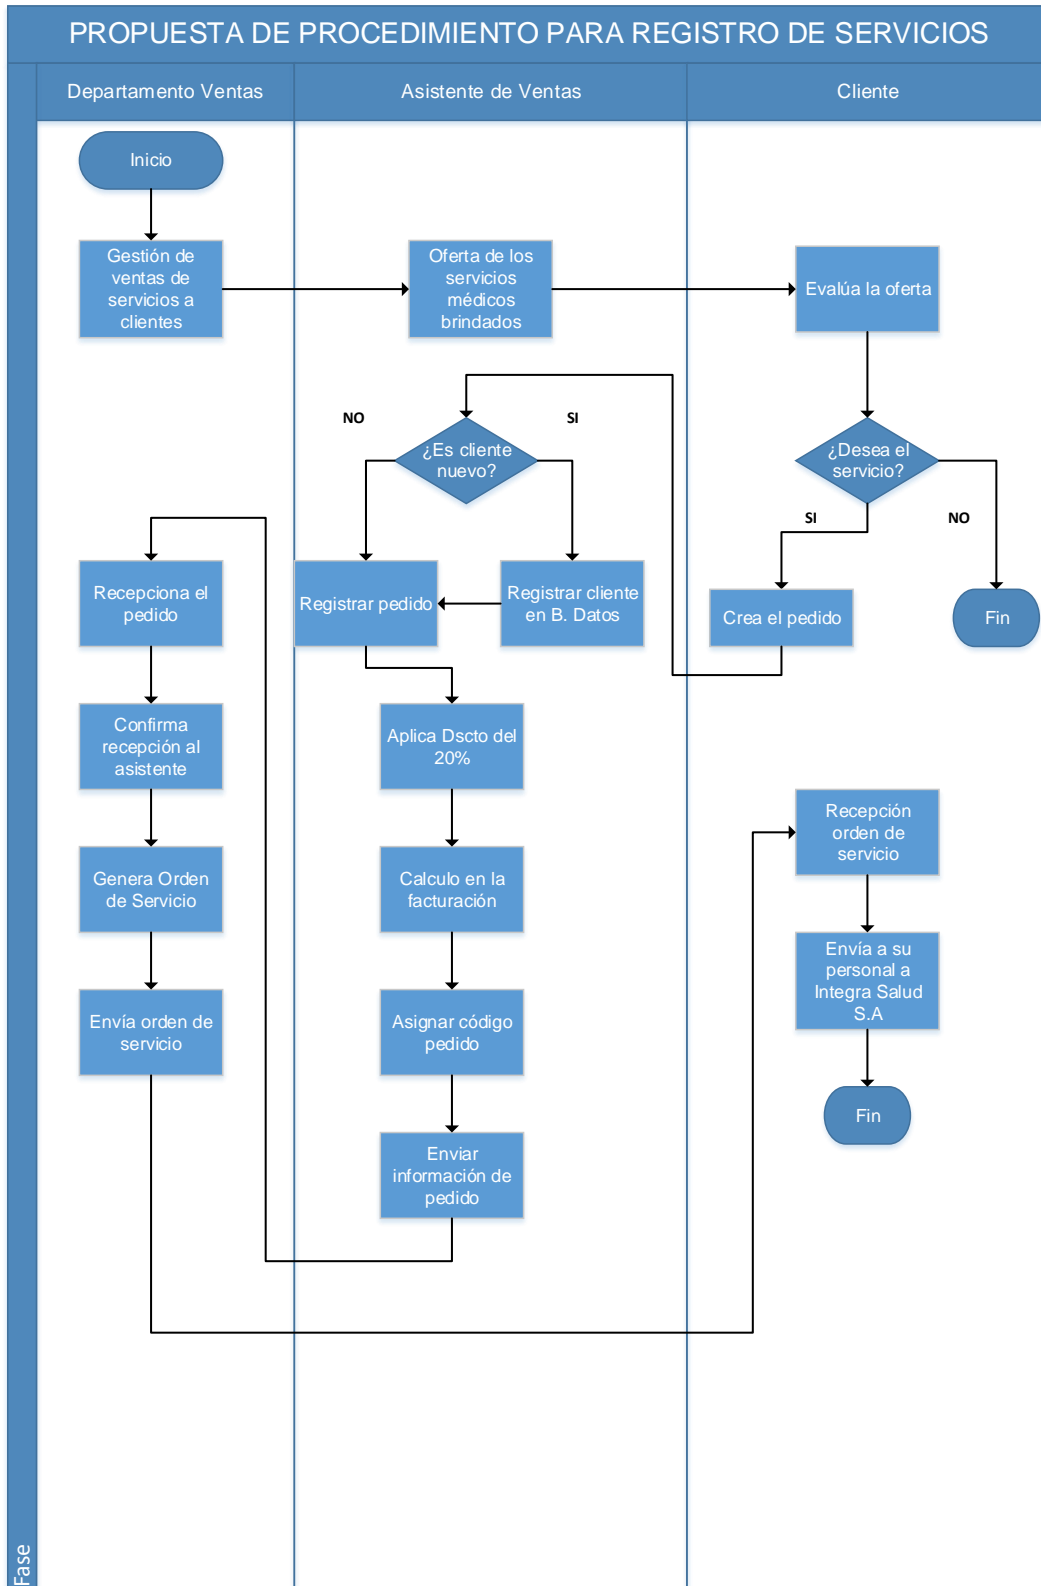 PROPUESTA DE PROCEDIMIENTO PARA REGISTRO DE SERVICIOS
Departamento Ventas
Asistente de Ventas
Cliente
Inicio
Gestión de
ventas de
servicios a
clientes
Oferta de los
servicios
médicos
brindados
Evalúa la oferta
NO
SI
¿Es cliente
nuevo?
¿Desea el
servicio?
SI
NO
Recepciona el
pedido
Registrar pedido
Registrar cliente
en B. Datos
Crea el pedido
Fin
Confirma
recepción al
asistente
Aplica Dscto del
20%
Recepción
orden de
servicio
Genera Orden
de Servicio
Calculo en la
facturación
Envía a su
personal a
Integra Salud
S.A
Envía orden de
servicio
Asignar código
pedido
Fin
Enviar
información de
pedido
Fase